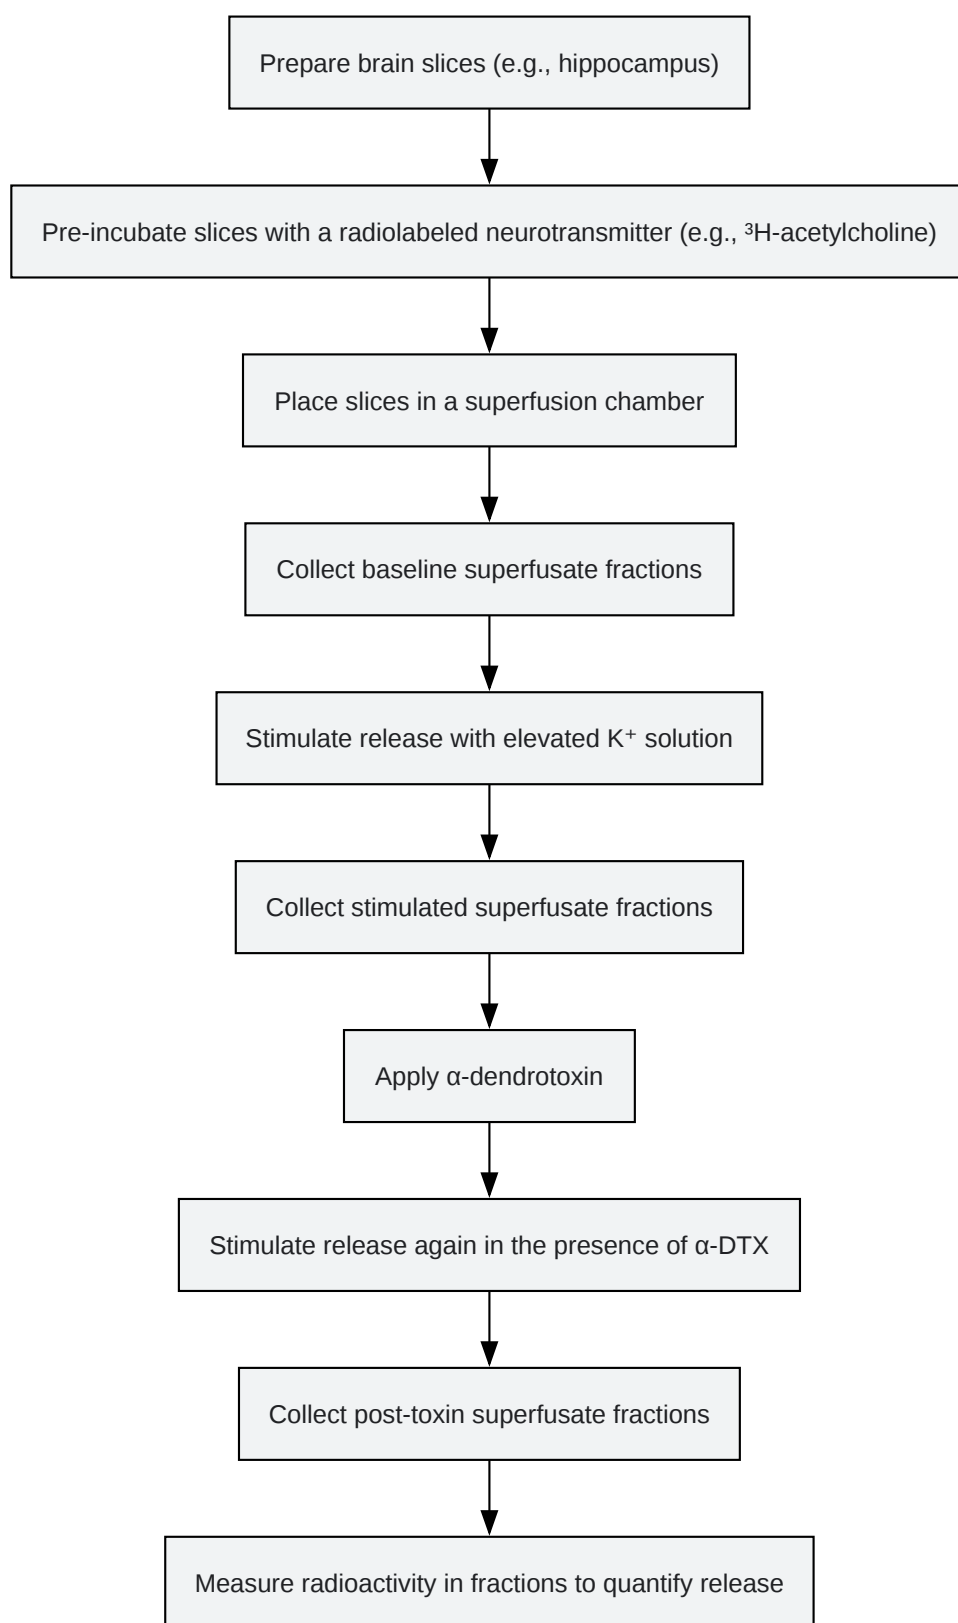 Prepare brain slices (e.g., hippocampus)
Pre-incubate slices with a radiolabeled neurotransmitter (e.g., ³H-acetylcholine)
Place slices in a superfusion chamber
Collect baseline superfusate fractions
Stimulate release with elevated K⁺ solution
Collect stimulated superfusate fractions
Apply α-dendrotoxin
Stimulate release again in the presence of α-DTX
Collect post-toxin superfusate fractions
Measure radioactivity in fractions to quantify release